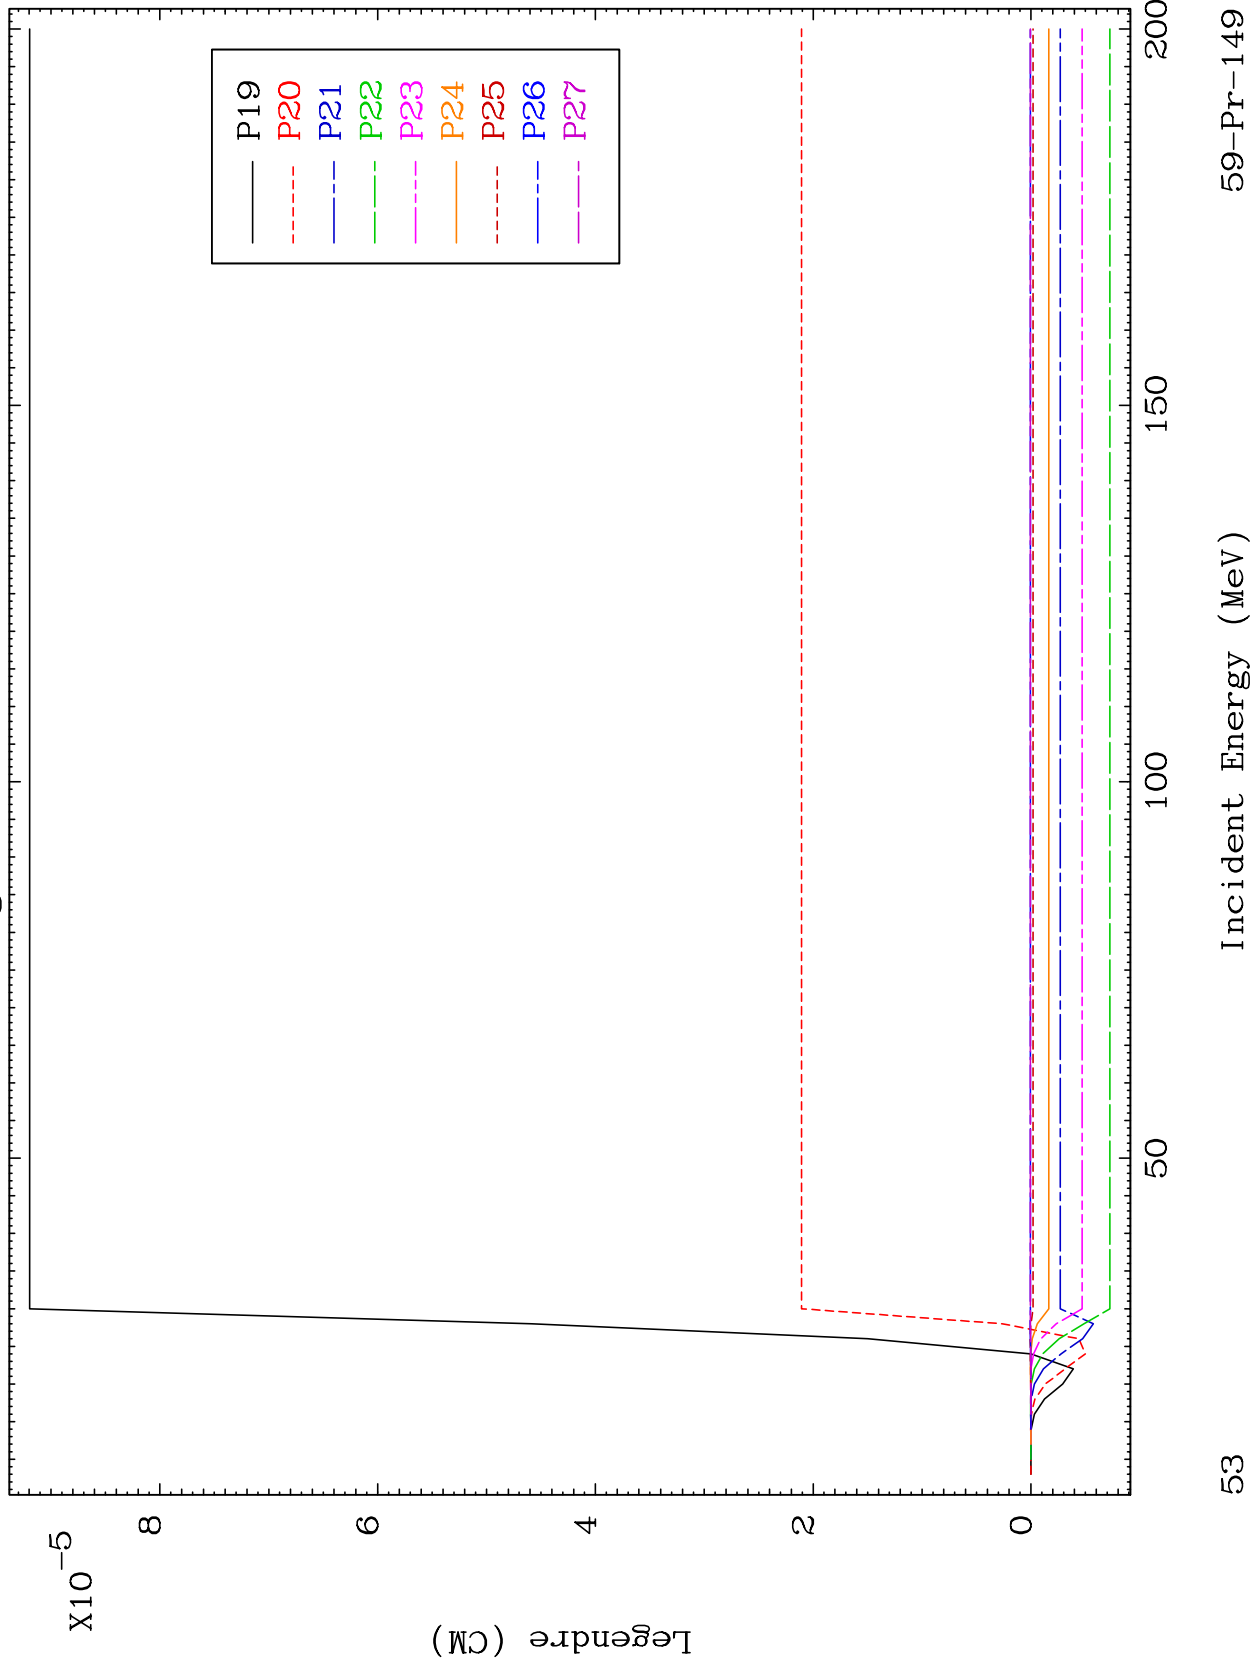 X10-5
8
6
4
2
0
Legendre (CM)
P19
P20
P21
P22
P23
P24
P25
P26
P27
50
100
150
200
53
Incident Energy (MeV)
59-Pr-149